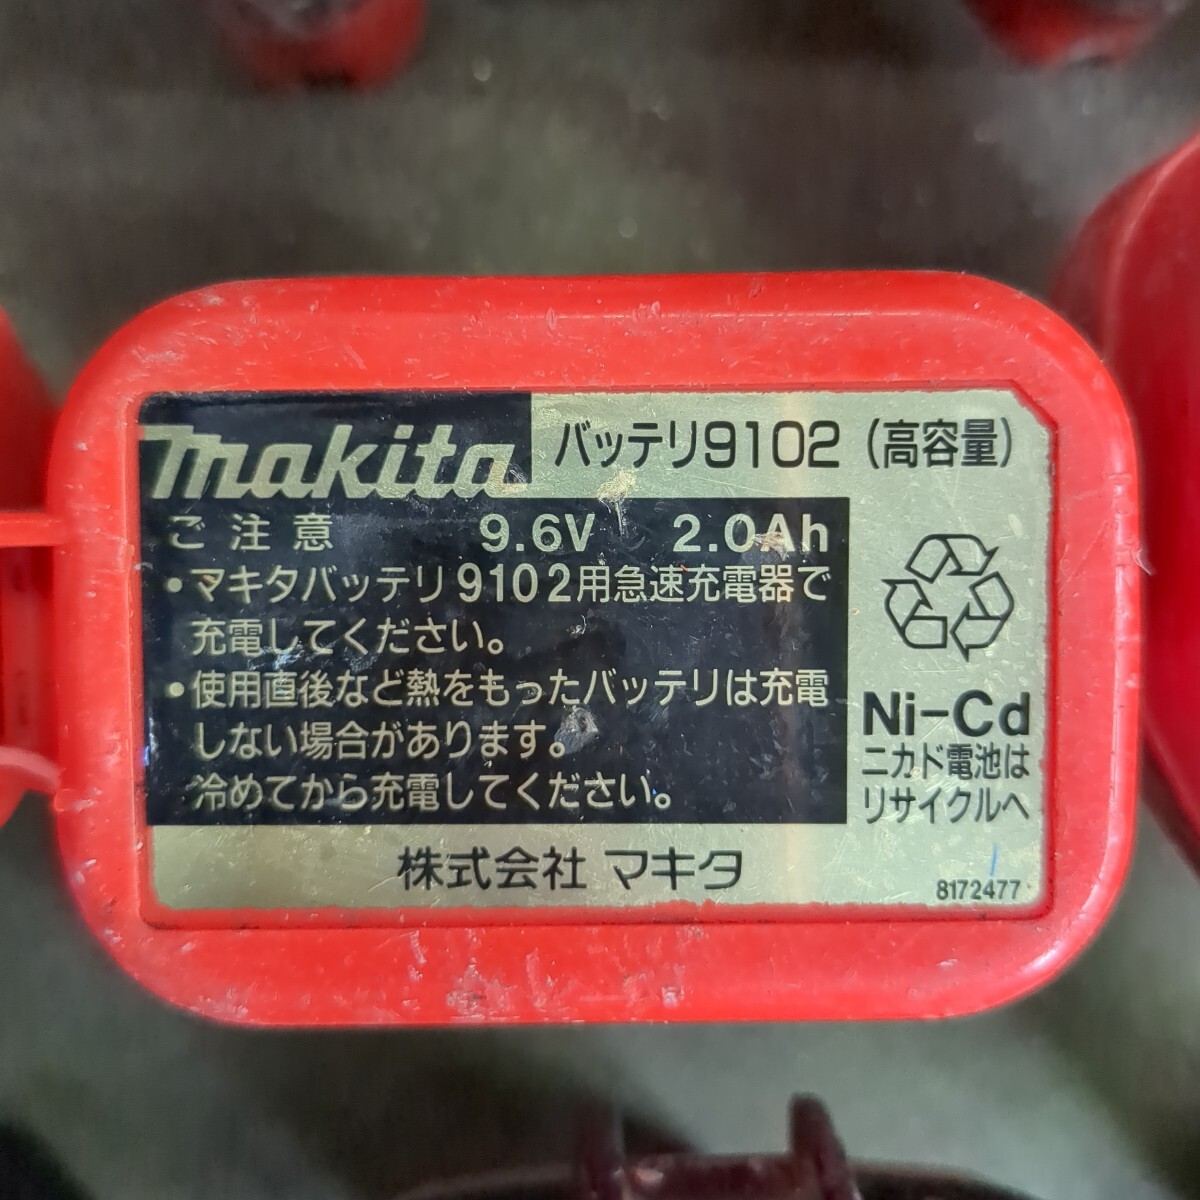 makita バッテリ9102（高容量）
ご注意 9.6V 2.0Ah
・マキタバッテリ9102用急速充電器で
充電してください。
・使用直後など熱をもったバッテリは充電
しない場合があります。
冷めてから充電してください。
Ni-Cd
ニカド電池は
リサイクルへ
株式会社 マキタ
8172477